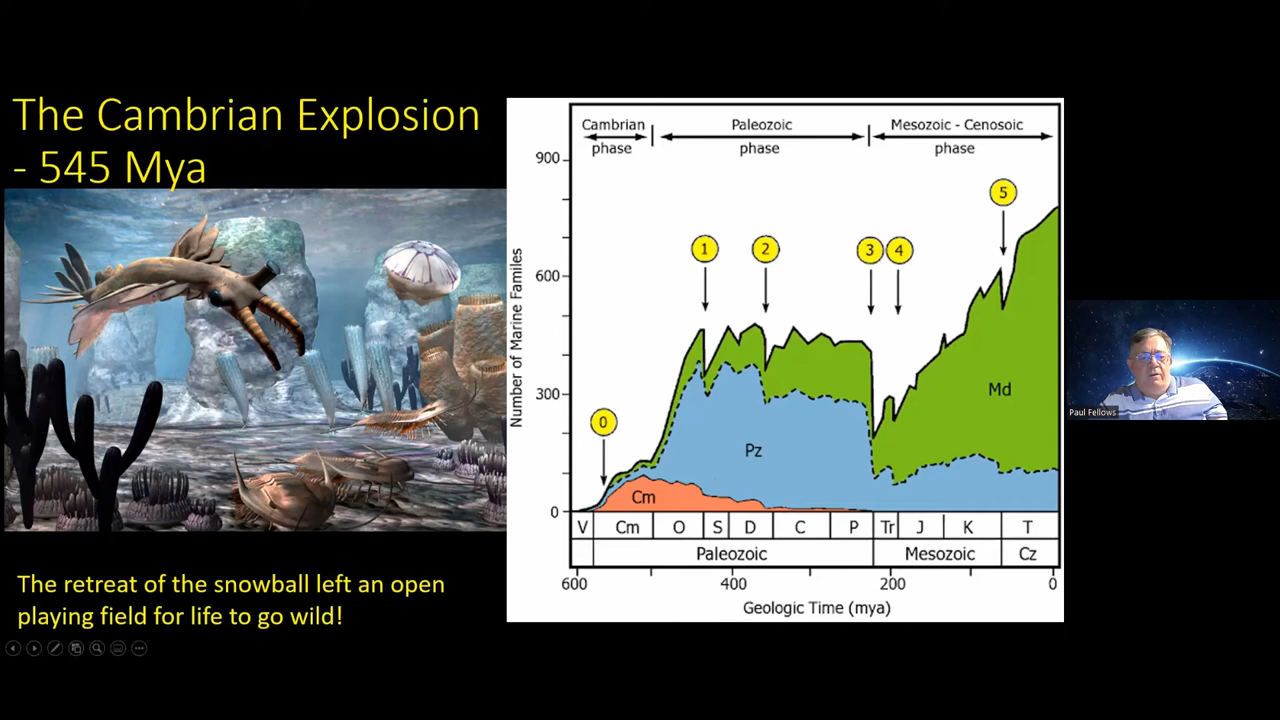 The Cambrian Explosion
- 545 Mya
The retreat of the snowball left an open
playing field for life to go wild!
Cambrian
phase
Paleozoic
phase
Mesozoic - Cenosoic
phase
Number of Marine Familes
900
600
300
0
0
1
2
3
4
5
Md
Pz
Cm
V
Cm
O
S
D
C
P
Tr
J
K
T
Paleozoic
Mesozoic
Cz
600
400
200
0
Geologic Time (mya)
Paul Fellows